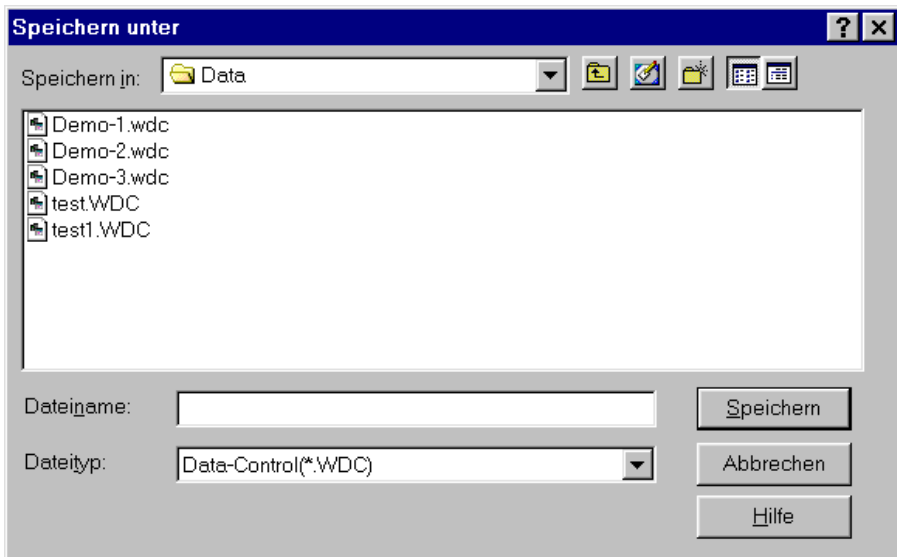 Speichern unter
Speichern in: Data
Demo-1.wdc
Demo-2.wdc
Demo-3.wdc
test.WDC
test1.WDC
Dateiname: Speichern
Dateityp: Data-Control(*.WDC) Abbrechen
Hilfe